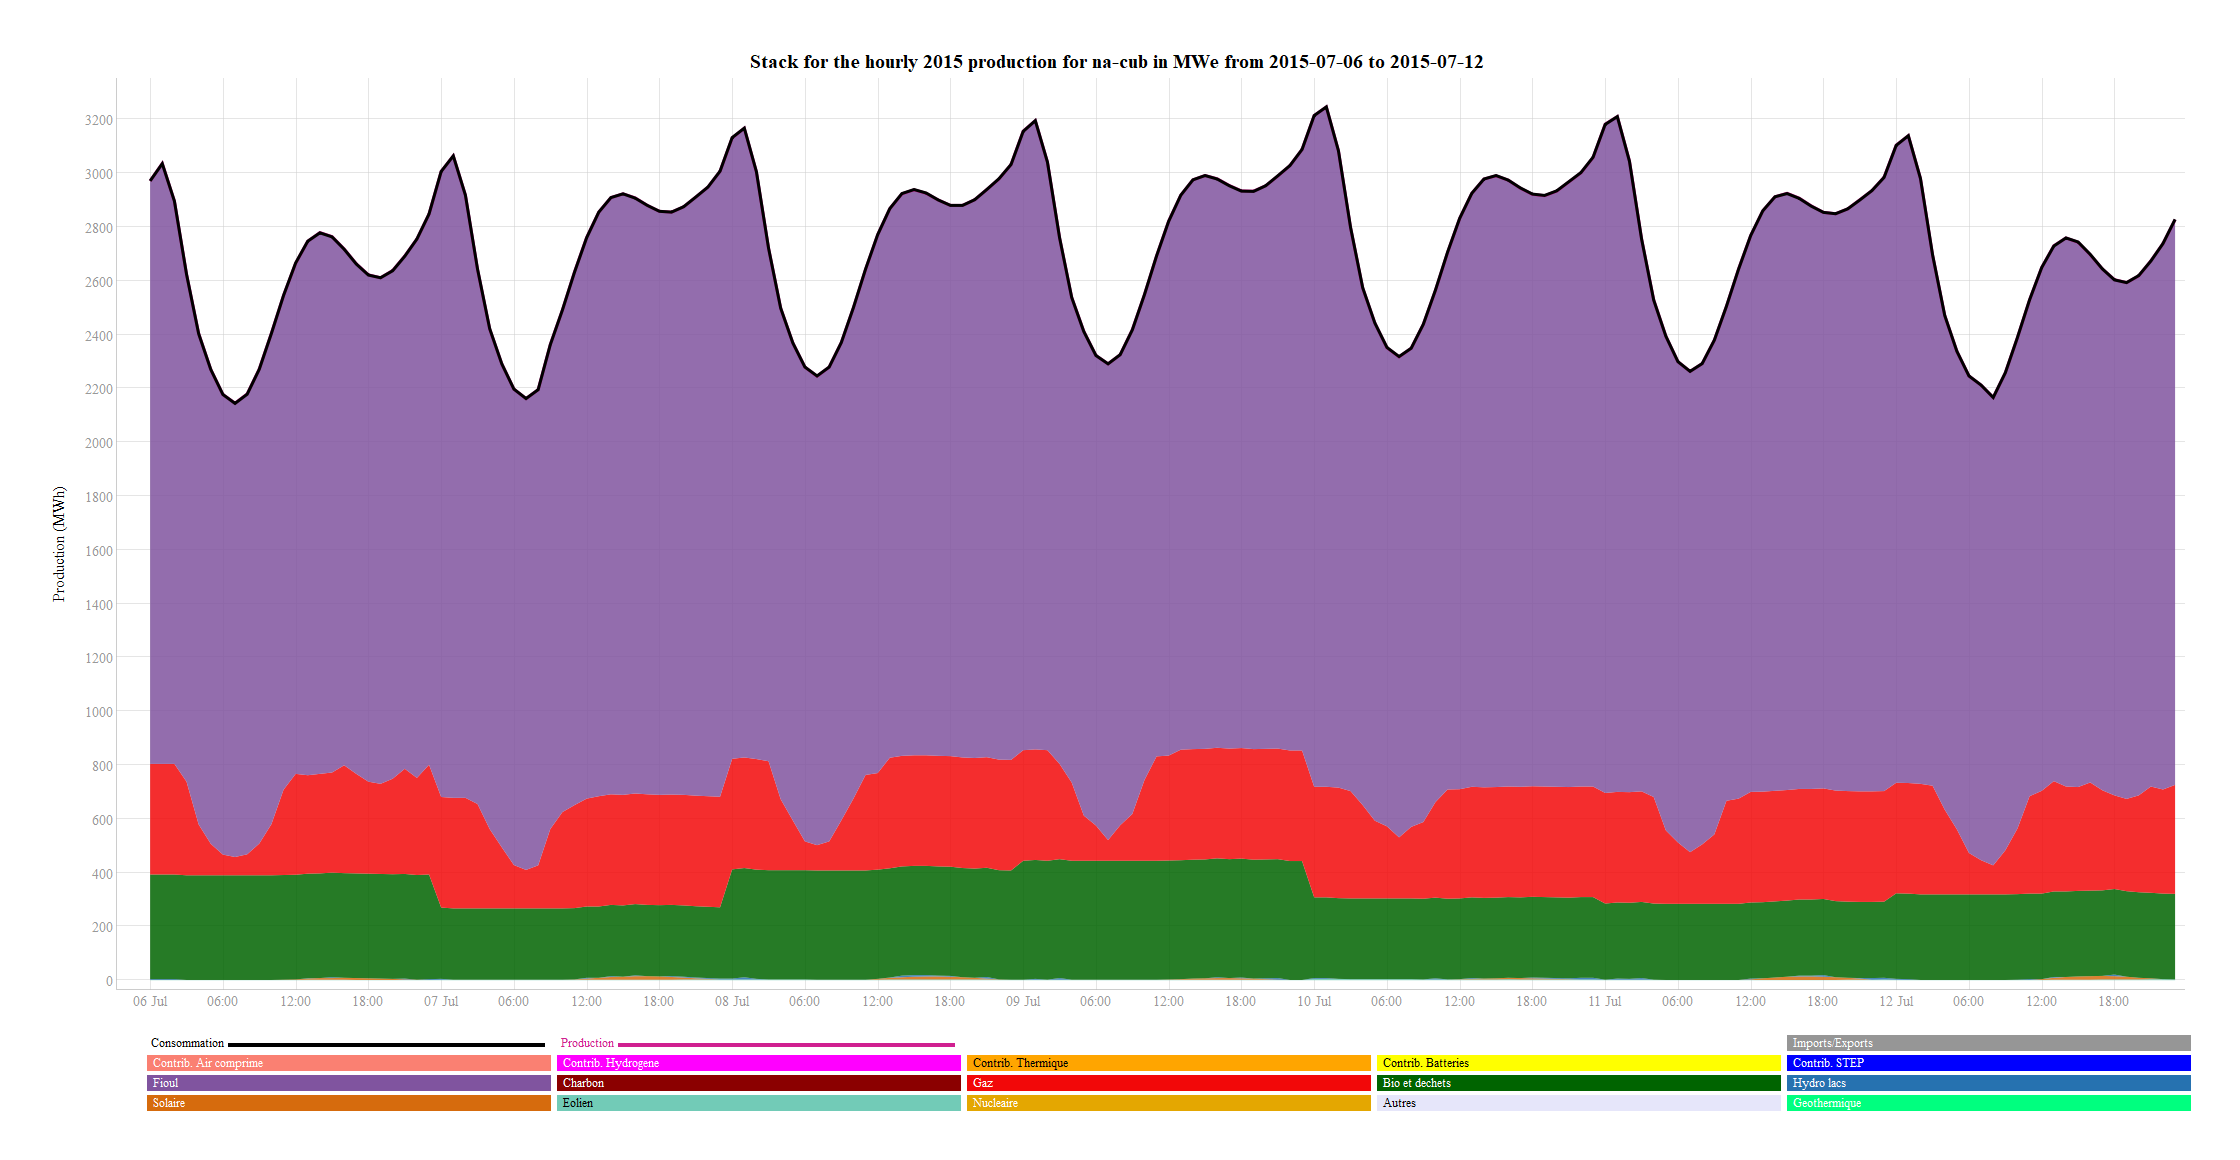 Stack for the hourly 2015 production for na-cub in MWe from 2015-07-06 to 2015-07-12
Production (MWh)
3200
3000
2800
2600
2400
2200
2000
1800
1600
1400
1200
1000
800
600
400
200
0
06 Jul 06:00 12:00 18:00 07 Jul 06:00 12:00 18:00 08 Jul 06:00 12:00 18:00 09 Jul 06:00 12:00 18:00 10 Jul 06:00 12:00 18:00 11 Jul 06:00 12:00 18:00 12 Jul 06:00 12:00 18:00
Consommation Production Imports/Exports
Contrib. Air comprime Contrib. Hydrogene Contrib. Thermique Contrib. Batteries Contrib. STEP
Fioul Charbon Gaz Bio et dechets Hydro lacs
Solaire Eolien Nucleaire Autres Geothermique